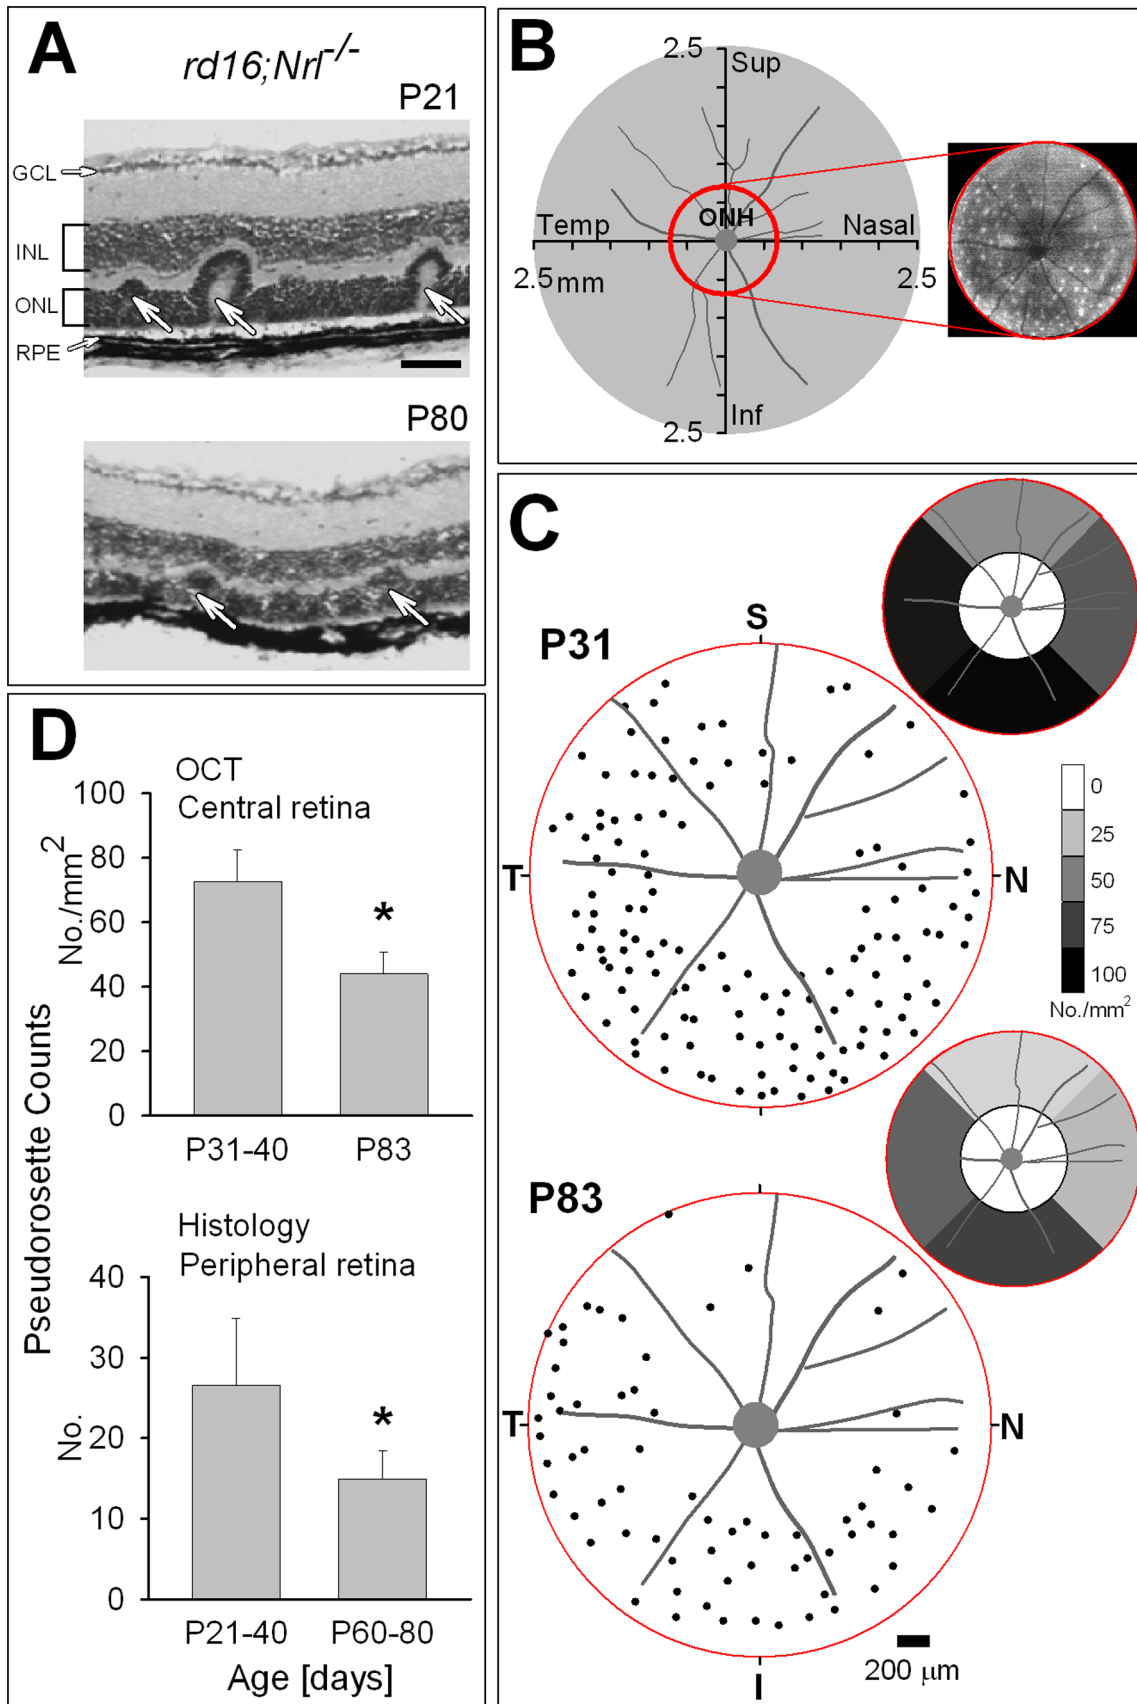 A
rd16;Nrl-/-
P21
GCL
INL
ONL
RPE
P80
B
2.5
Sup
ONH
Temp
Nasal
2.5 mm
2.5
Inf
2.5
C
P31
S
T
N
0
25
50
75
100
No./mm2
P83
T
N
I
200 µm
D
OCT
Central retina
100
80
60
40
20
0
No./mm2
*
P31-40
P83
Pseudorosette Counts
Histology
Peripheral retina
40
30
20
10
0
No.
*
P21-40
P60-80
Age [days]